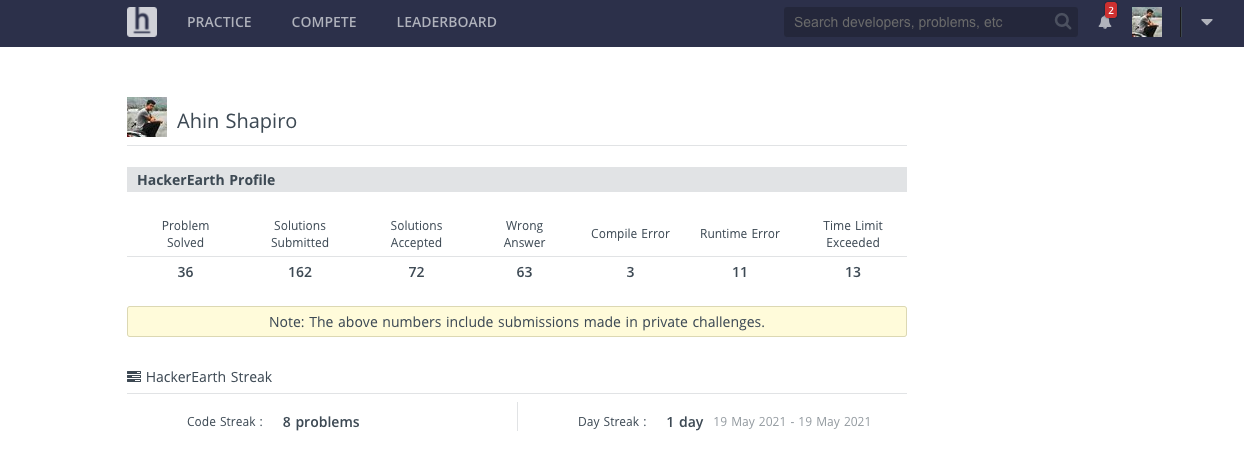 h PRACTICE COMPETE LEADERBOARD Search developers, problems, etc 2
Ahin Shapiro
HackerEarth Profile
Problem Solved Solutions Submitted Solutions Accepted Wrong Answer Compile Error Runtime Error Time Limit Exceeded
36 162 72 63 3 11 13
Note: The above numbers include submissions made in private challenges.
HackerEarth Streak
Code Streak : 8 problems Day Streak : 1 day 19 May 2021 - 19 May 2021